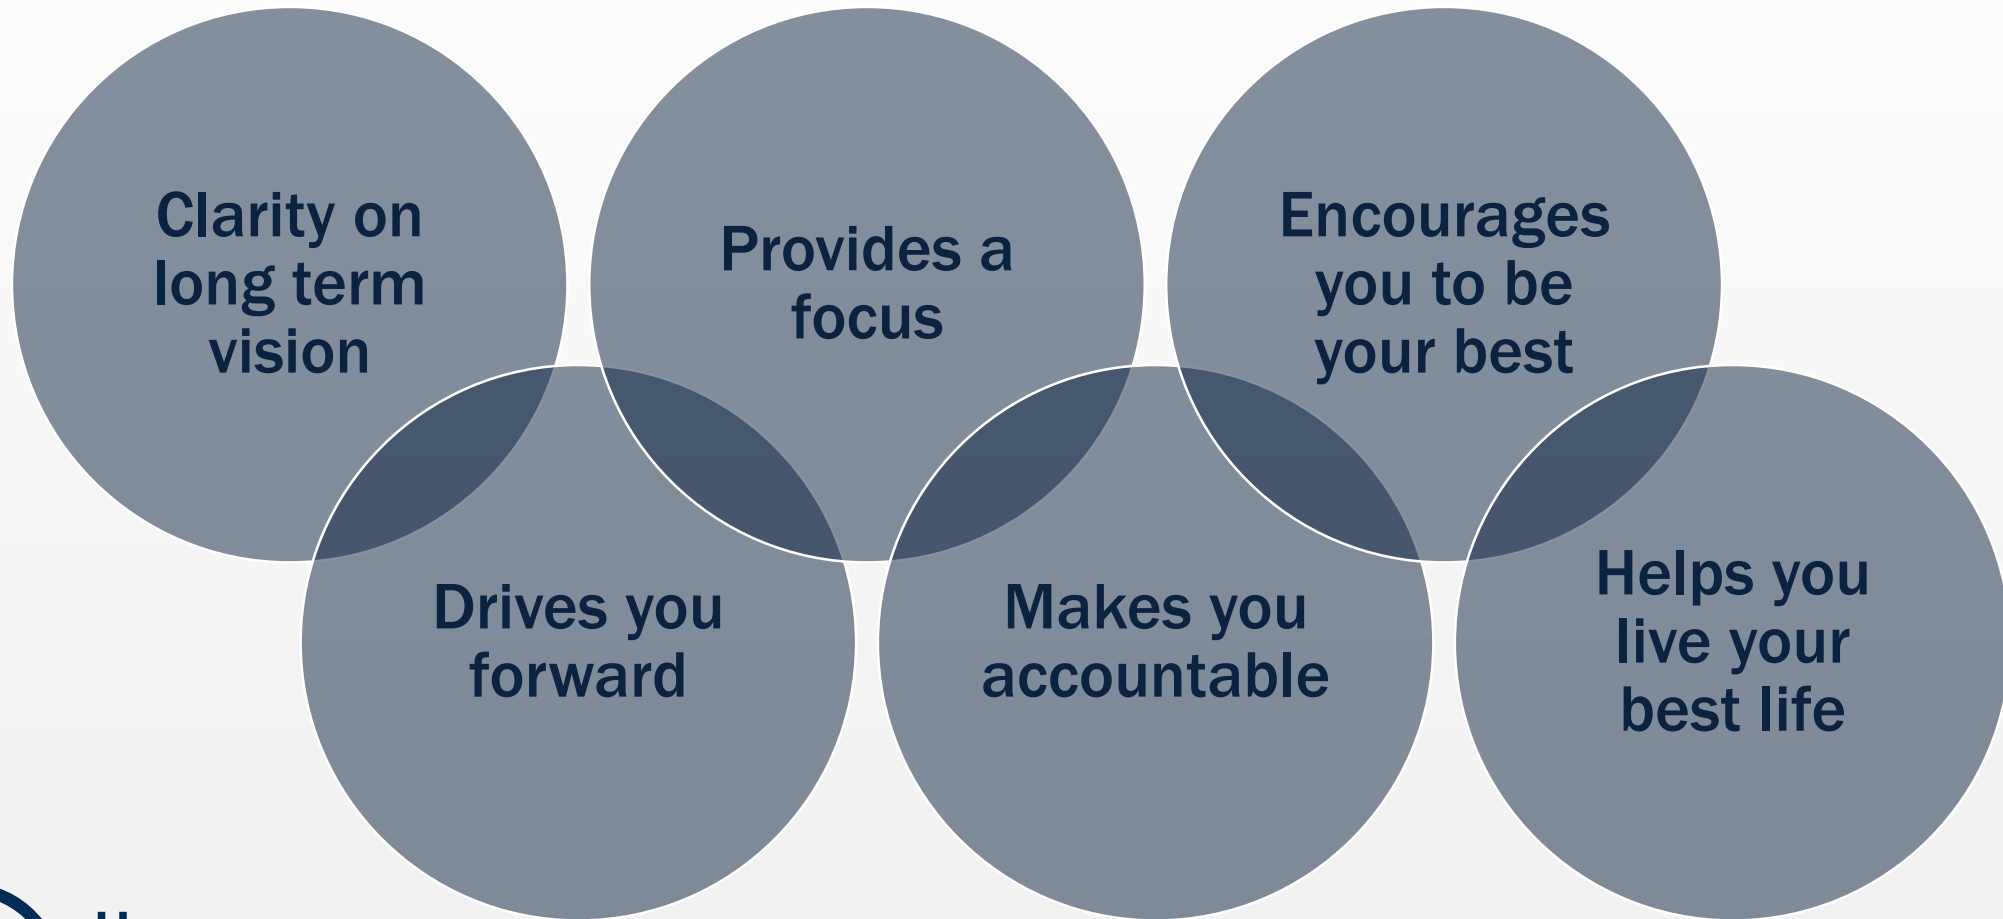 Clarity on
long term
vision
Provides a
focus
Encourages
you to be
your best
Drives you
forward
Makes you
accountable
Helps you
live your
best life